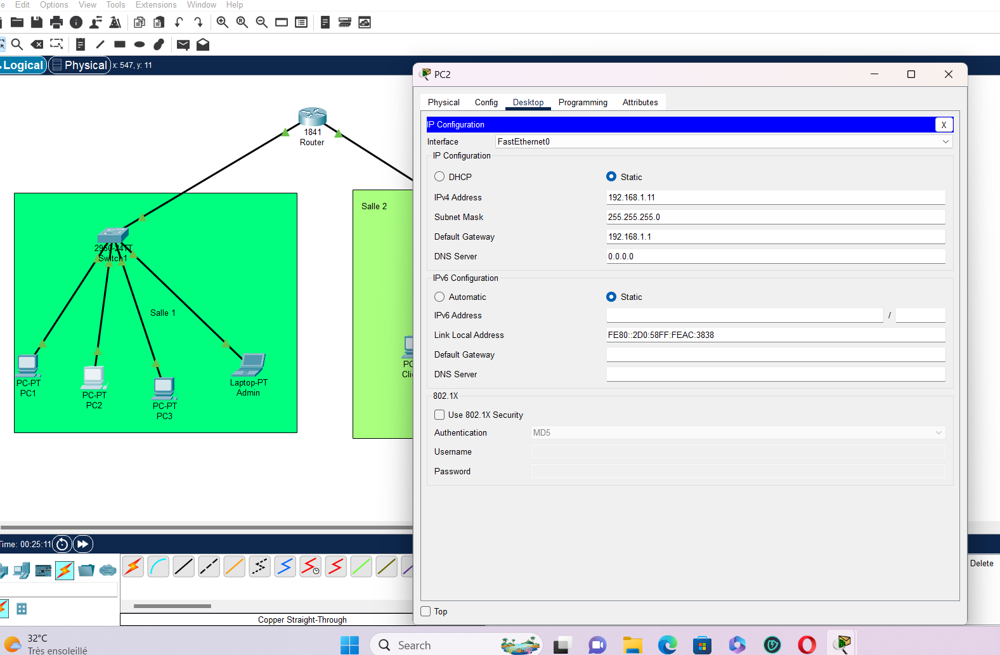 Edit Options View Tools Extensions Window Help
Logical Physical x: 547, y: 11
1841
Router
Salle 2
2950-24TT
Switch1
Salle 1
PC-PT
PC1
PC-PT
PC2
PC-PT
PC3
Laptop-PT
Admin
PC2
Physical Config Desktop Programming Attributes
IP Configuration X
Interface FastEthernet0
IP Configuration
DHCP Static
IPv4 Address 192.168.1.11
Subnet Mask 255.255.255.0
Default Gateway 192.168.1.1
DNS Server 0.0.0.0
IPv6 Configuration
Automatic Static
IPv6 Address /
Link Local Address FE80::2D0:58FF:FEAC:3838
Default Gateway
DNS Server
802.1X
Use 802.1X Security
Authentication MD5
Username
Password
Top
Time: 00:25:11
Delete
Copper Straight-Through
32°C
Très ensoleillé
Search